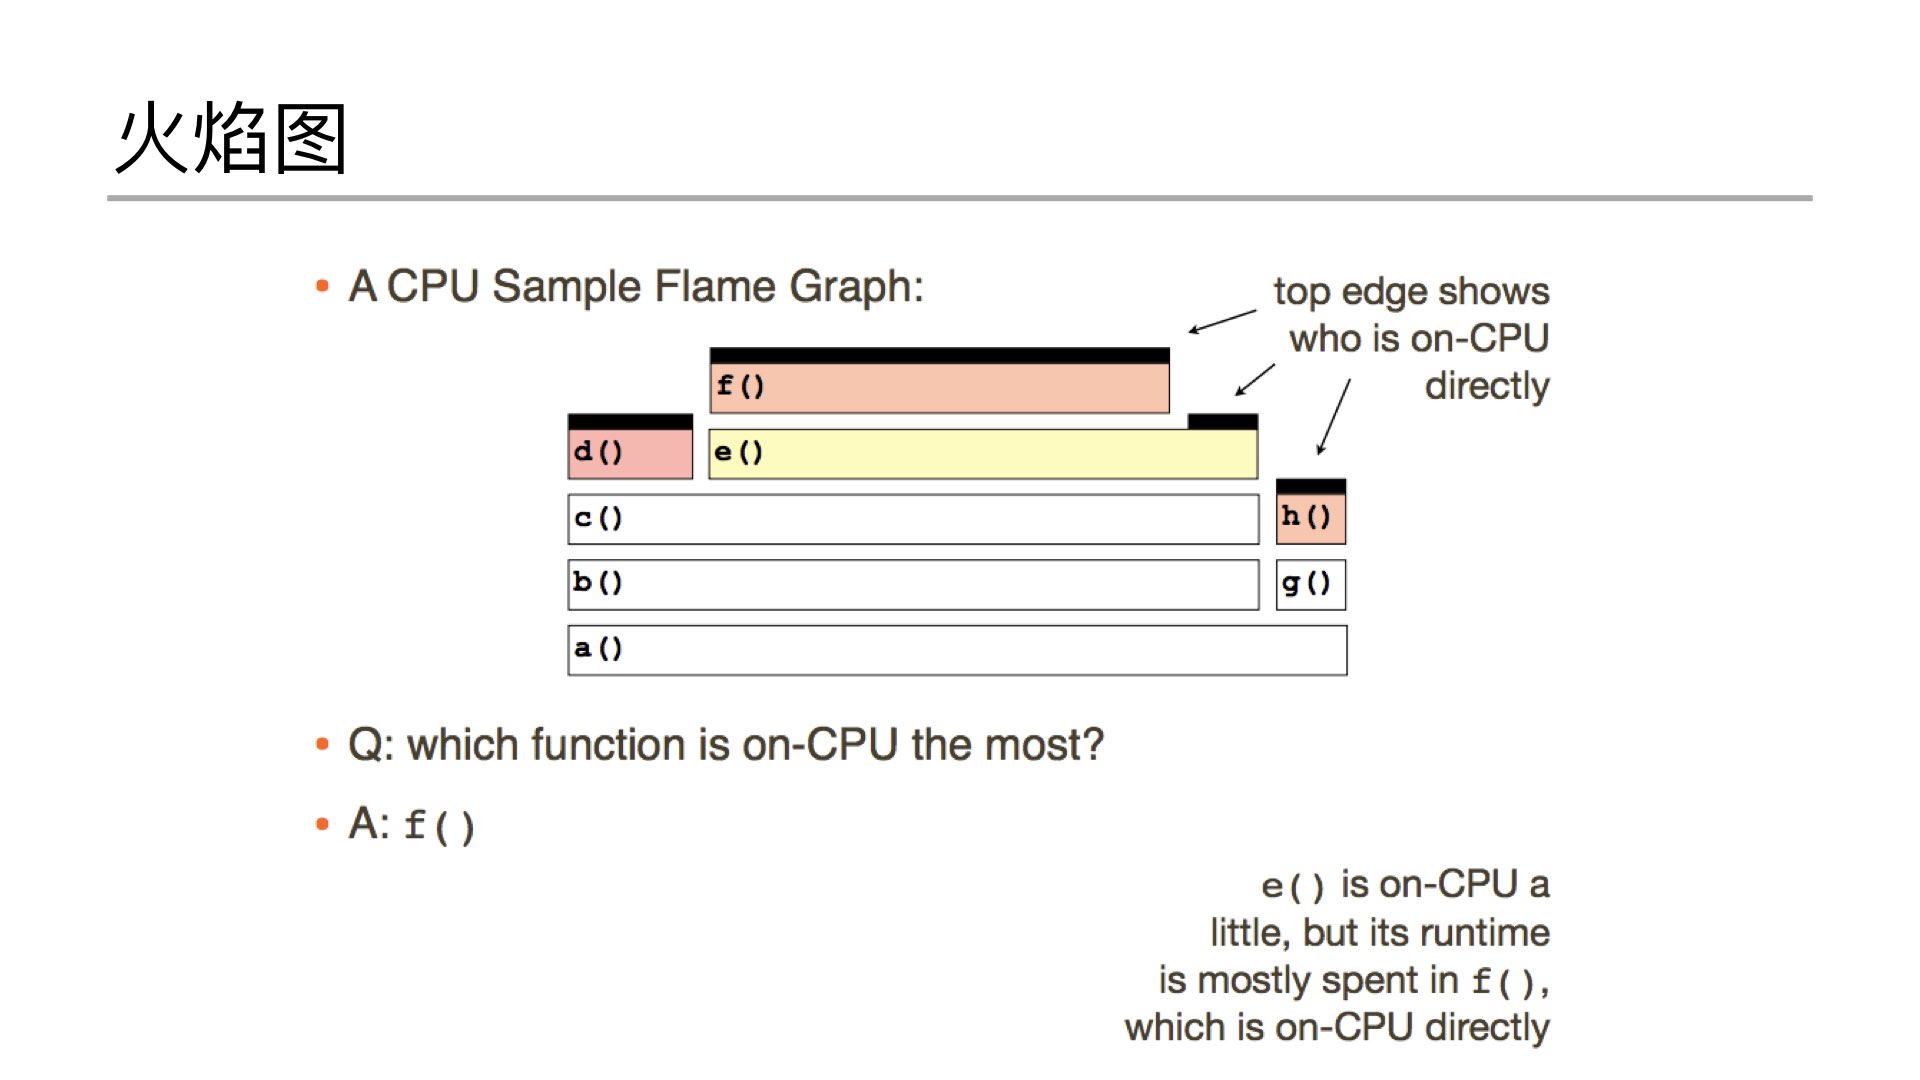 火焰图
• A CPU Sample Flame Graph:
top edge shows
who is on-CPU
directly
f()
d()
e()
c()
h()
b()
g()
a()
• Q: which function is on-CPU the most?
• A: f()
e() is on-CPU a
little, but its runtime
is mostly spent in f(),
which is on-CPU directly